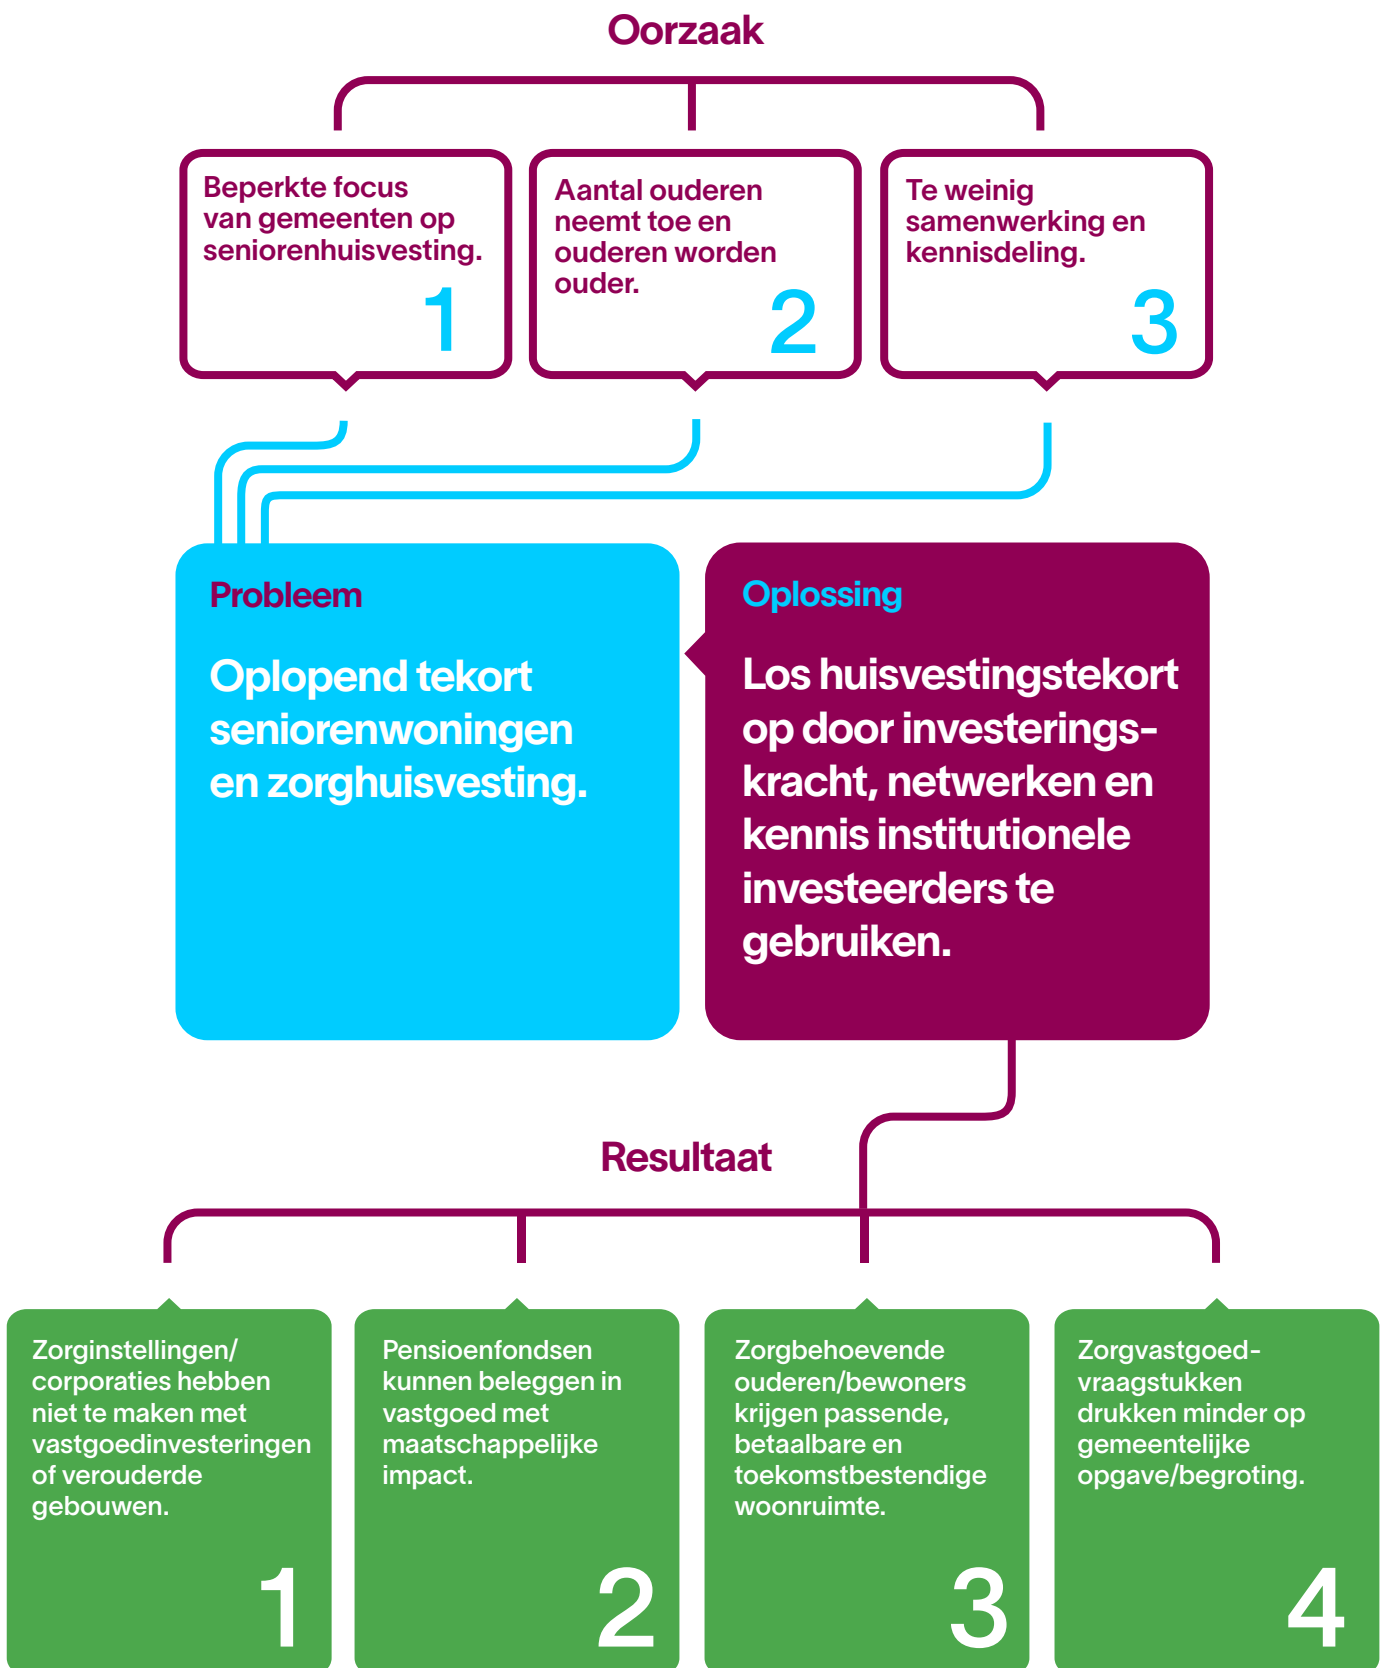 Oorzaak
Beperkte focus
van gemeenten op
seniorenhuisvesting.
1
Aantal ouderen
neemt toe en
ouderen worden
ouder.
2
Te weinig
samenwerking en
kennisdeling.
3
Probleem
Oplopend tekort
seniorenwoningen
en zorghuisvesting.
Oplossing
Los huisvestingstekort
op door investerings-
kracht, netwerken en
kennis institutionele
investeerders te
gebruiken.
Resultaat
Zorginstellingen/
corporaties hebben
niet te maken met
vastgoedinvesteringen
of verouderde
gebouwen.
1
Pensioenfondsen
kunnen beleggen in
vastgoed met
maatschappelijke
impact.
2
Zorgbehoevende
ouderen/bewoners
krijgen passende,
betaalbare en
toekomstbestendige
woonruimte.
3
Zorgvastgoed-
vraagstukken
drukken minder op
gemeentelijke
opgave/begroting.
4